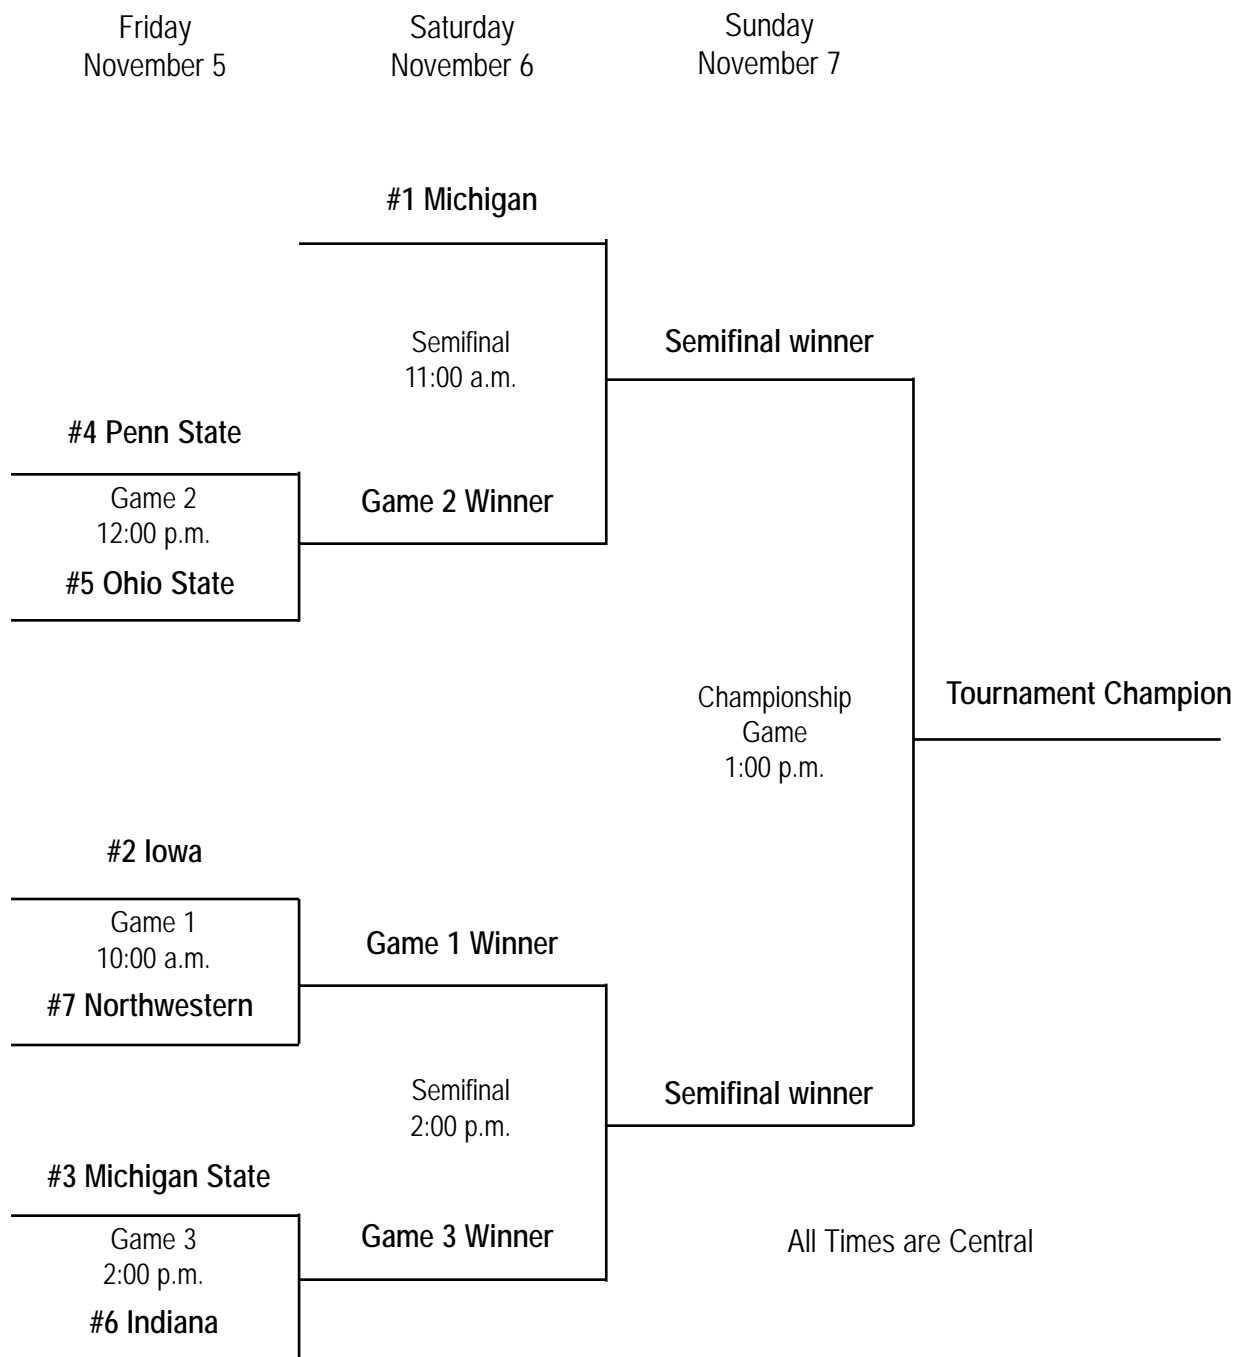 Friday
November 5
Saturday
November 6
Sunday
November 7
#1 Michigan
Semifinal
11:00 a.m.
Semifinal winner
#4 Penn State
Game 2
12:00 p.m.
Game 2 Winner
#5 Ohio State
Championship
Game
1:00 p.m.
Tournament Champion
#2 Iowa
Game 1
10:00 a.m.
Game 1 Winner
#7 Northwestern
Semifinal
2:00 p.m.
Semifinal winner
#3 Michigan State
Game 3
2:00 p.m.
Game 3 Winner
#6 Indiana
All Times are Central